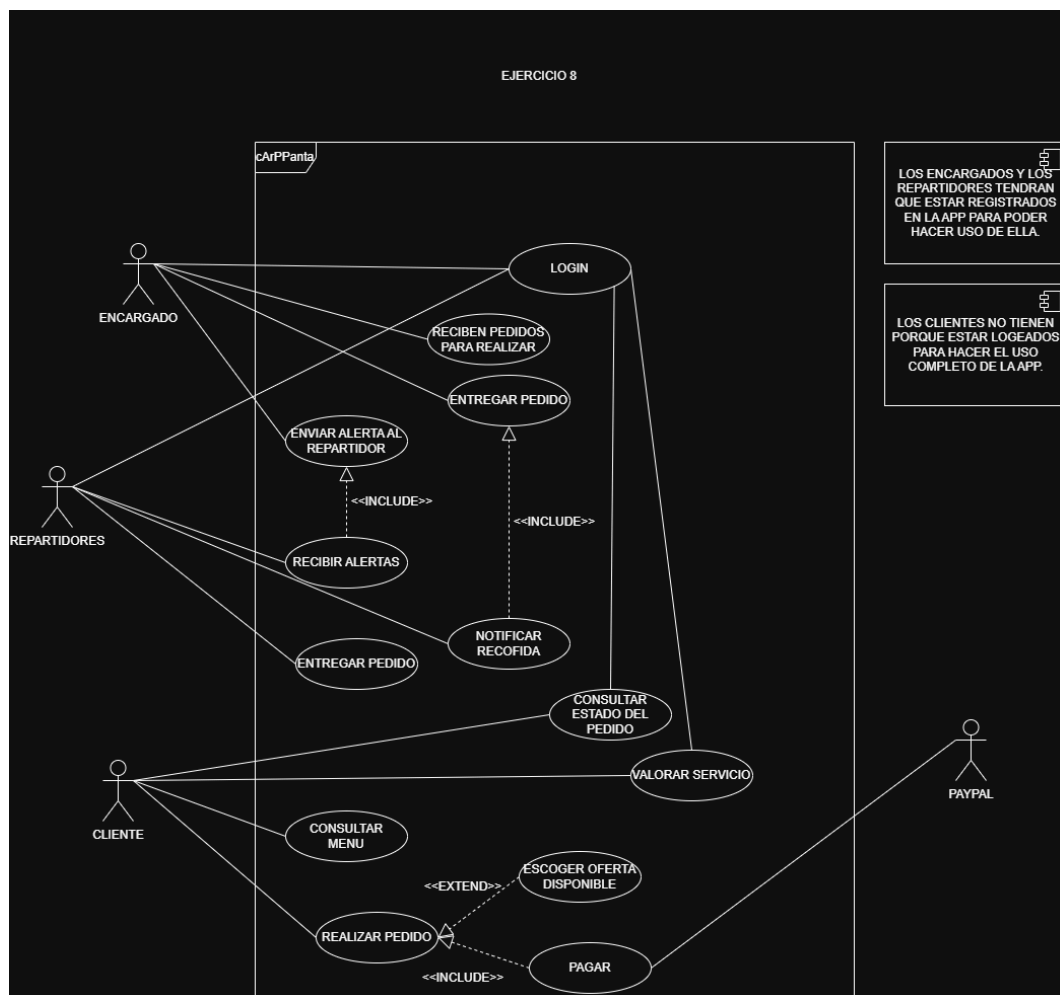 EJERCICIO 8
cArPPanta
LOS ENCARGADOS Y LOS
REPARTIDORES TENDRAN
QUE ESTAR REGISTRADOS
EN LA APP PARA PODER
HACER USO DE ELLA.
LOGIN
ENCARGADO
LOS CLIENTES NO TIENEN
PORQUE ESTAR LOGEADOS
PARA HACER EL USO
COMPLETO DE LA APP.
RECIBEN PEDIDOS
PARA REALIZAR
ENTREGAR PEDIDO
ENVIAR ALERTA AL
REPARTIDOR
<<INCLUDE>>
<<INCLUDE>>
REPARTIDORES
RECIBIR ALERTAS
NOTIFICAR
RECOFIDA
ENTREGAR PEDIDO
CONSULTAR
ESTADO DEL
PEDIDO
VALORAR SERVICIO
PAYPAL
CLIENTE
CONSULTAR
MENU
ESCOGER OFERTA
DISPONIBLE
<<EXTEND>>
REALIZAR PEDIDO
PAGAR
<<INCLUDE>>